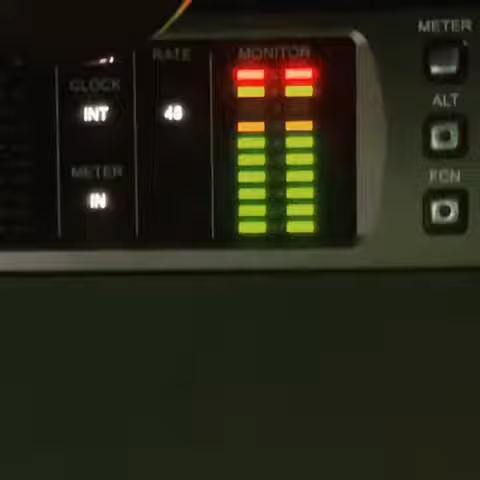 RATE
MONITOR
CLOCK
INT
48
METER
IN
METER
ALT
FCN